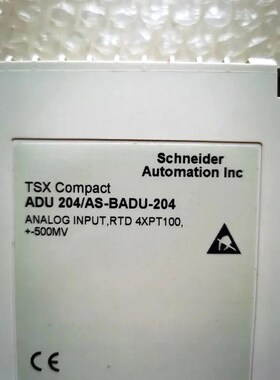 Schneider
Automation Inc
TSX Compact
ADU 204/AS-BADU-204
ANALOG INPUT,RTD 4XPT100,
+-500MV
CE